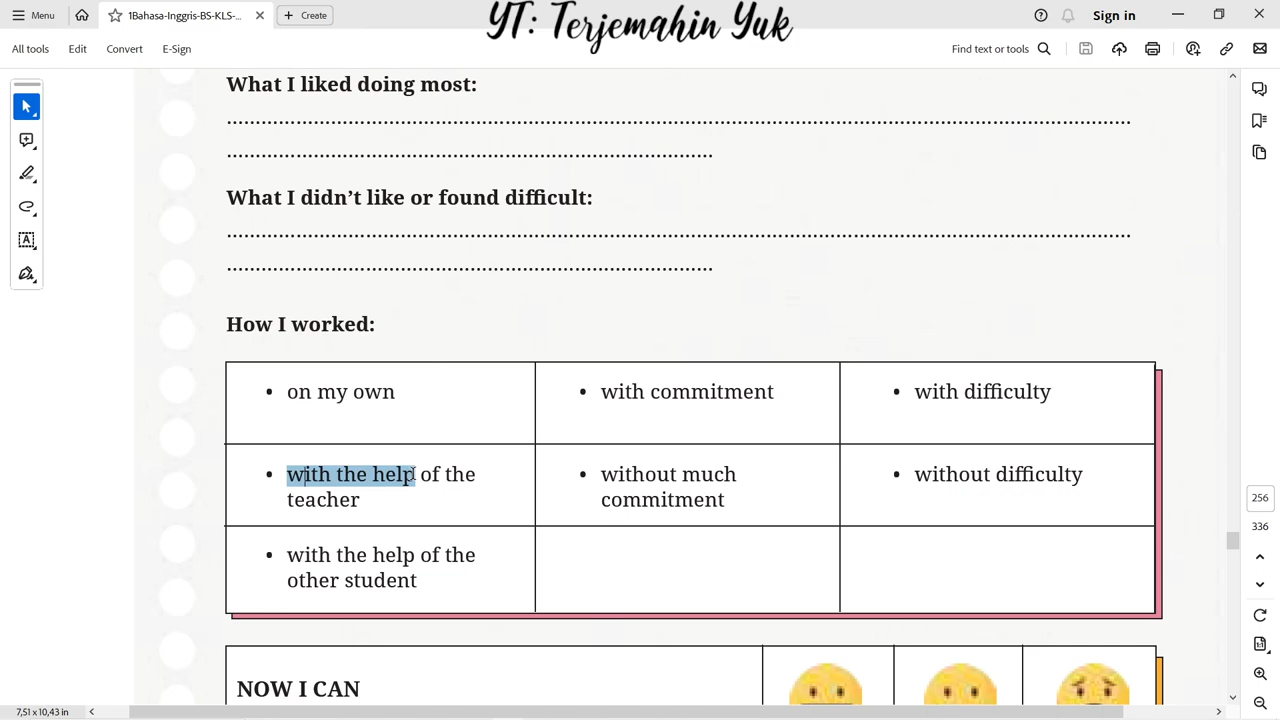 Menu
1Bahasa-Inggris-BS-KLS-...
Create
YT: Terjemahin Yuk
Sign in
All tools
Edit
Convert
E-Sign
Find text or tools
What I liked doing most:
................................................................................................................................................................
......................................................................................
What I didn’t like or found difficult:
................................................................................................................................................................
......................................................................................
How I worked:
• on my own
• with commitment
• with difficulty
• with the help of the
teacher
• without much
commitment
• without difficulty
• with the help of the
other student
256
336
NOW I CAN
7,51 x 10,43 in